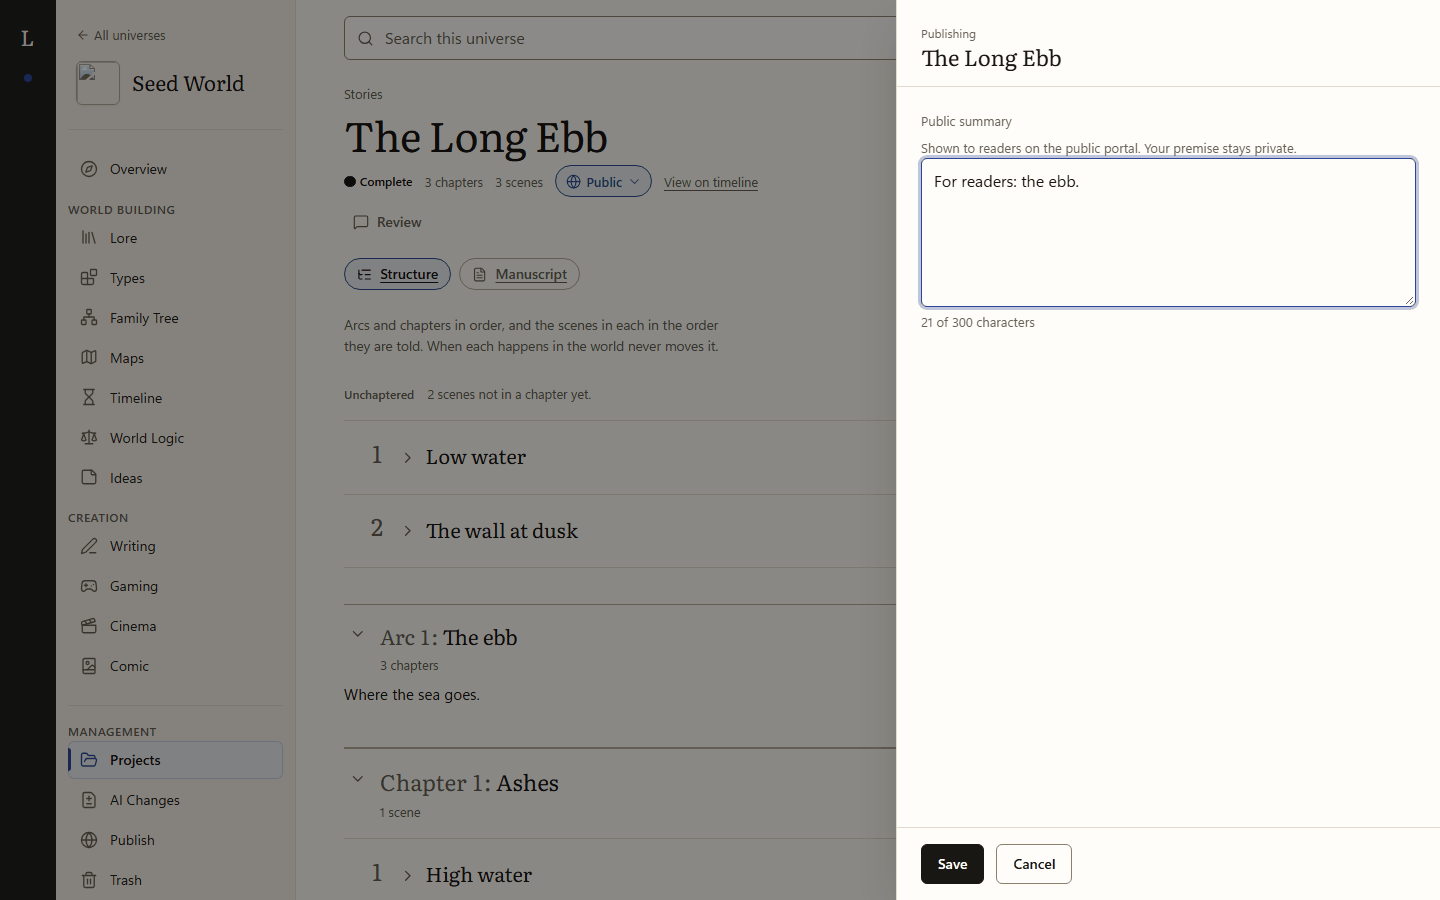 L
All universes
Seed World
Overview
WORLD BUILDING
Lore
Types
Family Tree
Maps
Timeline
World Logic
Ideas
CREATION
Writing
Gaming
Cinema
Comic
MANAGEMENT
Projects
AI Changes
Publish
Trash
Search this universe
Stories
The Long Ebb
Complete 3 chapters 3 scenes Public View on timeline
Review
Structure Manuscript
Arcs and chapters in order, and the scenes in each in the order
they are told. When each happens in the world never moves it.
Unchaptered 2 scenes not in a chapter yet.
1 Low water
2 The wall at dusk
Arc 1: The ebb
3 chapters
Where the sea goes.
Chapter 1: Ashes
1 scene
1 High water
Publishing
The Long Ebb
Public summary
Shown to readers on the public portal. Your premise stays private.
For readers: the ebb.
21 of 300 characters
Save Cancel